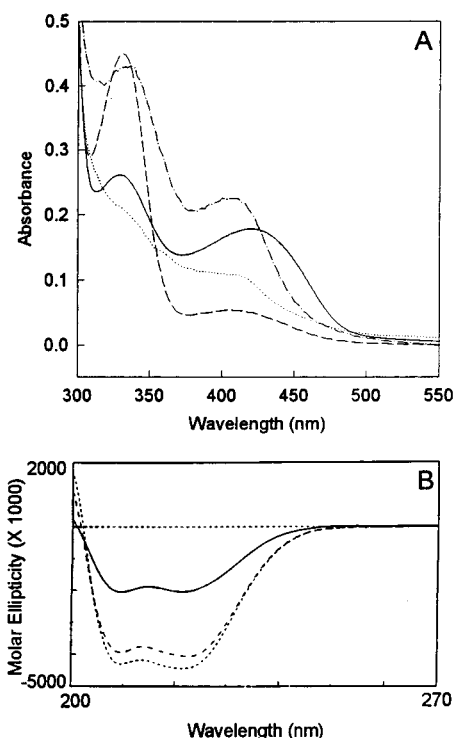 A
0.5
0.4
0.3
0.2
0.1
0.0
Absorbance
300 350 400 450 500 550
Wavelength (nm)
B
2000
-5000
Molar Ellipticity (X 1000)
200 270
Wavelength (nm)